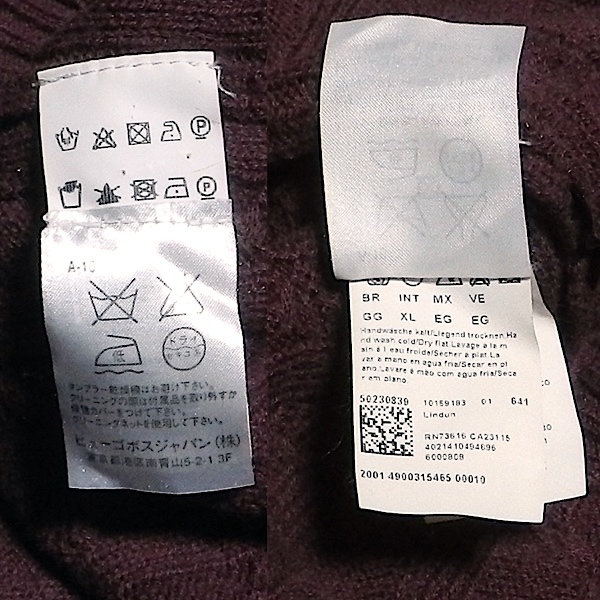 A-10
低
ドライ
セキユ系
タンブラー乾燥機はお避け下さい。
クリーニングの際は付属品を取り外すか
保護カバーをつけて下さい。
クリーニングネットを使用して下さい。
ヒューゴボスジャパン(株)
東京都港区南青山5-2-1 3F
BR INT MX VE
GG XL EG EG
Handwäsche kalt/Liegend trocknen.Ha
nd wash cold/Dry flat.Lavage à la m
ain à l eau froide/Sécher à plat.La
var a mano en agua fria/Secar en pl
ano.Lavare à mão com agua fria/Seca
r em plano.
50230839 10159193 01 641
Lindun
RN73616 CA23115
4021410494696
6000808
2001 4900315465 00010